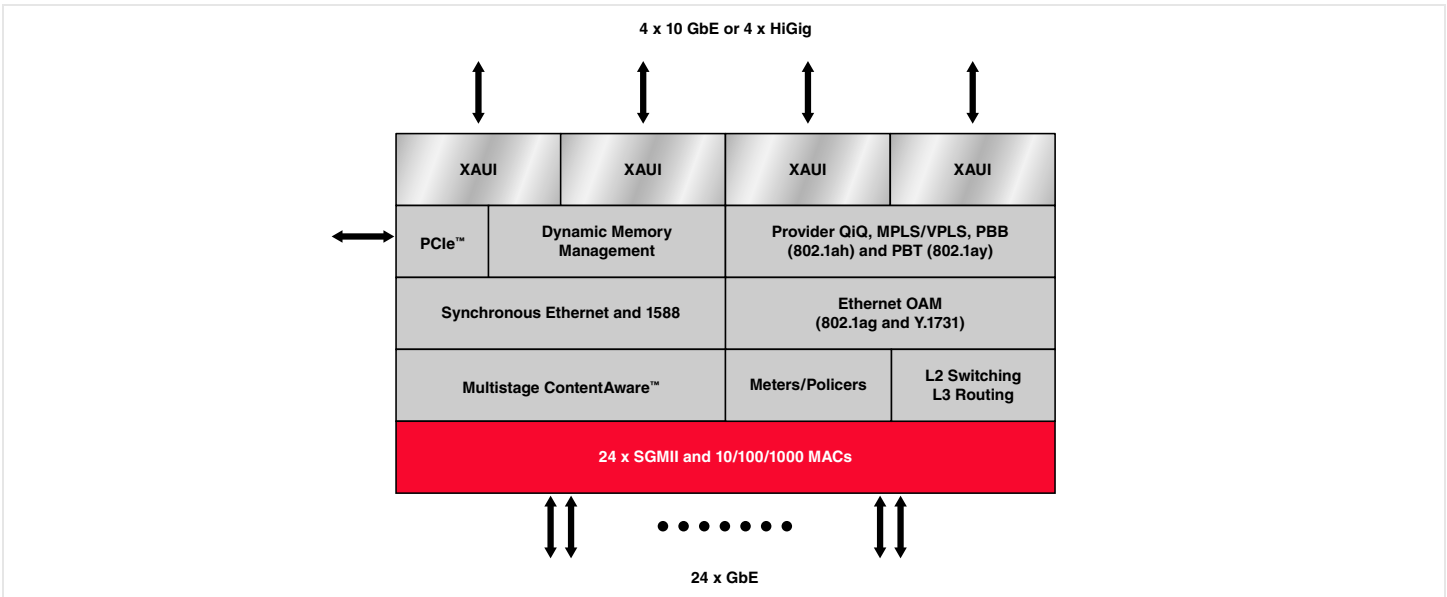 4 x 10 GbE or 4 x HiGig
XAUI
XAUI
XAUI
XAUI
PCIe™
Dynamic Memory
Management
Provider QiQ, MPLS/VPLS, PBB
(802.1ah) and PBT (802.1ay)
Synchronous Ethernet and 1588
Ethernet OAM
(802.1ag and Y.1731)
Multistage ContentAware™
Meters/Policers
L2 Switching
L3 Routing
24 x SGMII and 10/100/1000 MACs
24 x GbE